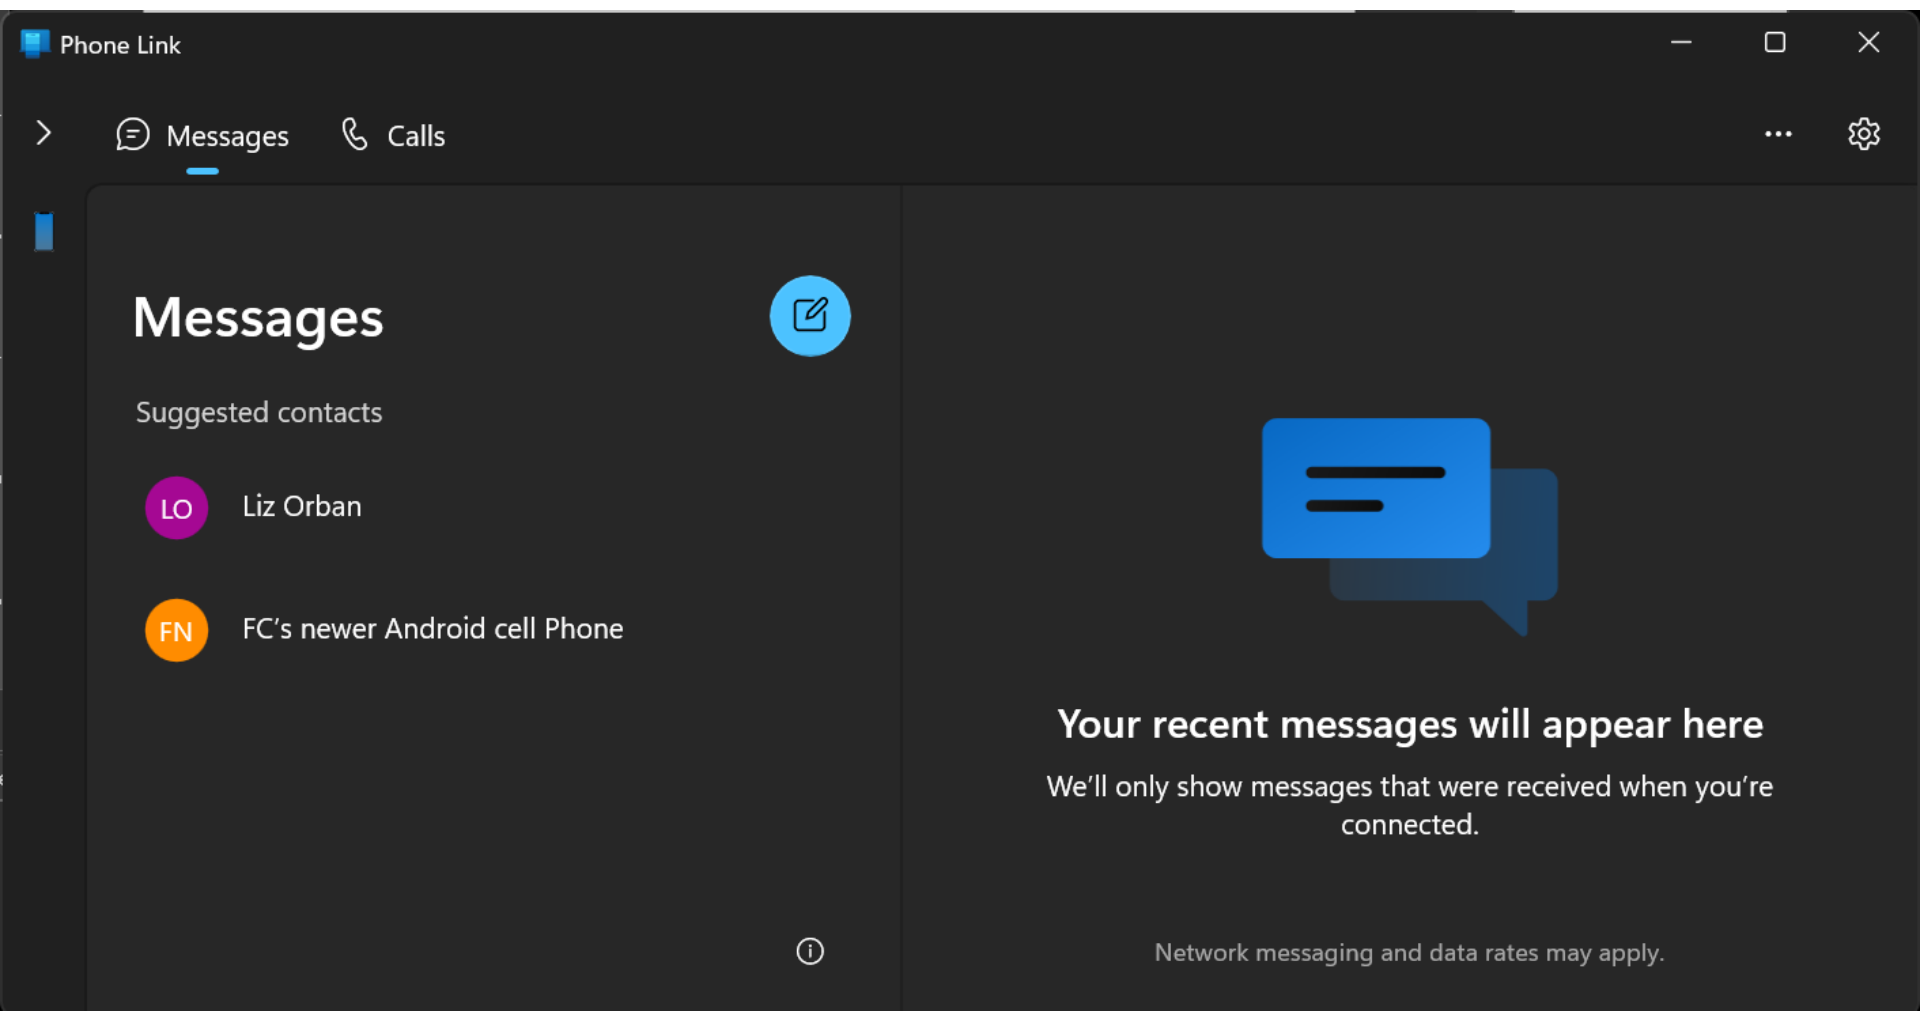 Phone Link
Messages
Calls
Messages
Suggested contacts
LO
Liz Orban
FN
FC’s newer Android cell Phone
Your recent messages will appear here
We’ll only show messages that were received when you’re
connected.
Network messaging and data rates may apply.